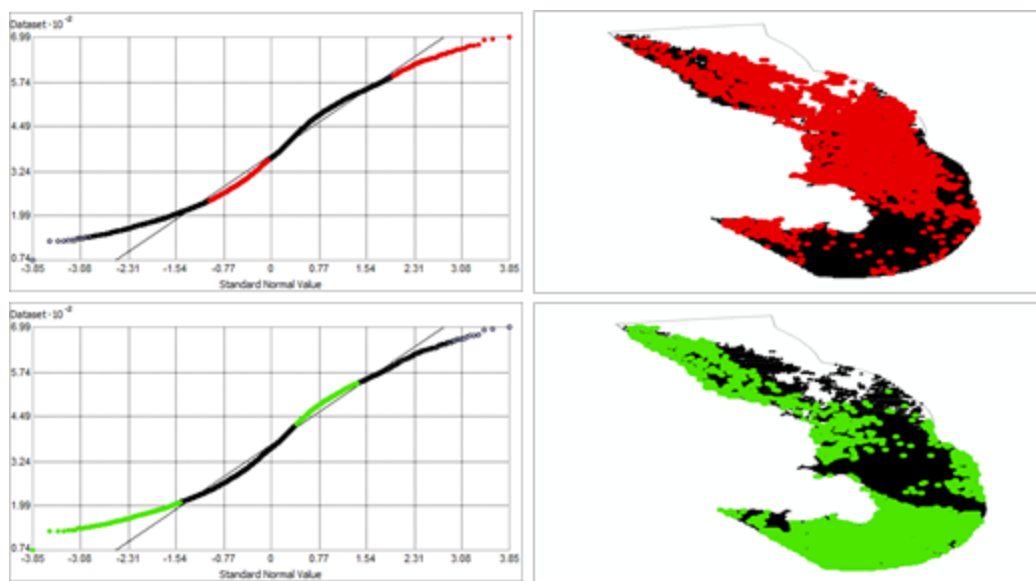 Dataset · 10⁻²
6.99
5.74
4.49
3.24
1.99
0.74
-3.85 -3.08 -2.31 -1.54 -0.77 0 0.77 1.54 2.31 3.08 3.85
Standard Normal Value
Dataset · 10⁻²
6.99
5.74
4.49
3.24
1.99
0.74
-3.85 -3.08 -2.31 -1.54 -0.77 0 0.77 1.54 2.31 3.08 3.85
Standard Normal Value